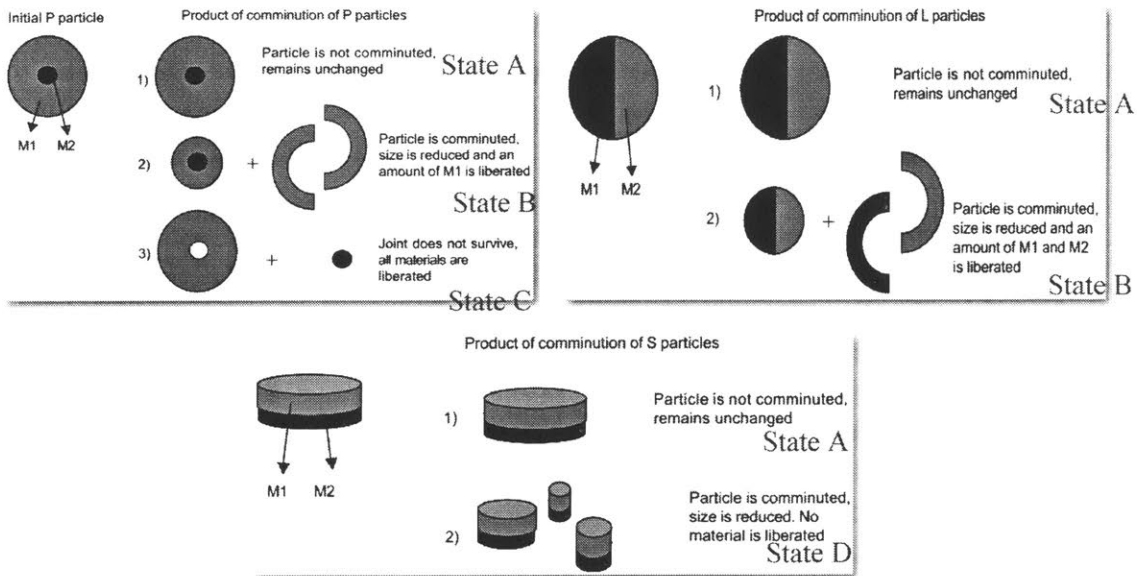 Initial P particle
Product of comminution of P particles
M1
M2
1)
Particle is not comminuted,
remains unchanged
State A
2)
+
Particle is comminuted,
size is reduced and an
amount of M1 is liberated
State B
3)
+
Joint does not survive,
all materials are
liberated
State C
Product of comminution of L particles
M1
M2
1)
Particle is not comminuted,
remains unchanged
State A
2)
+
Particle is comminuted,
size is reduced and an
amount of M1 and M2
is liberated
State B
Product of comminution of S particles
M1
M2
1)
Particle is not comminuted,
remains unchanged
State A
2)
Particle is comminuted,
size is reduced. No
material is liberated
State D